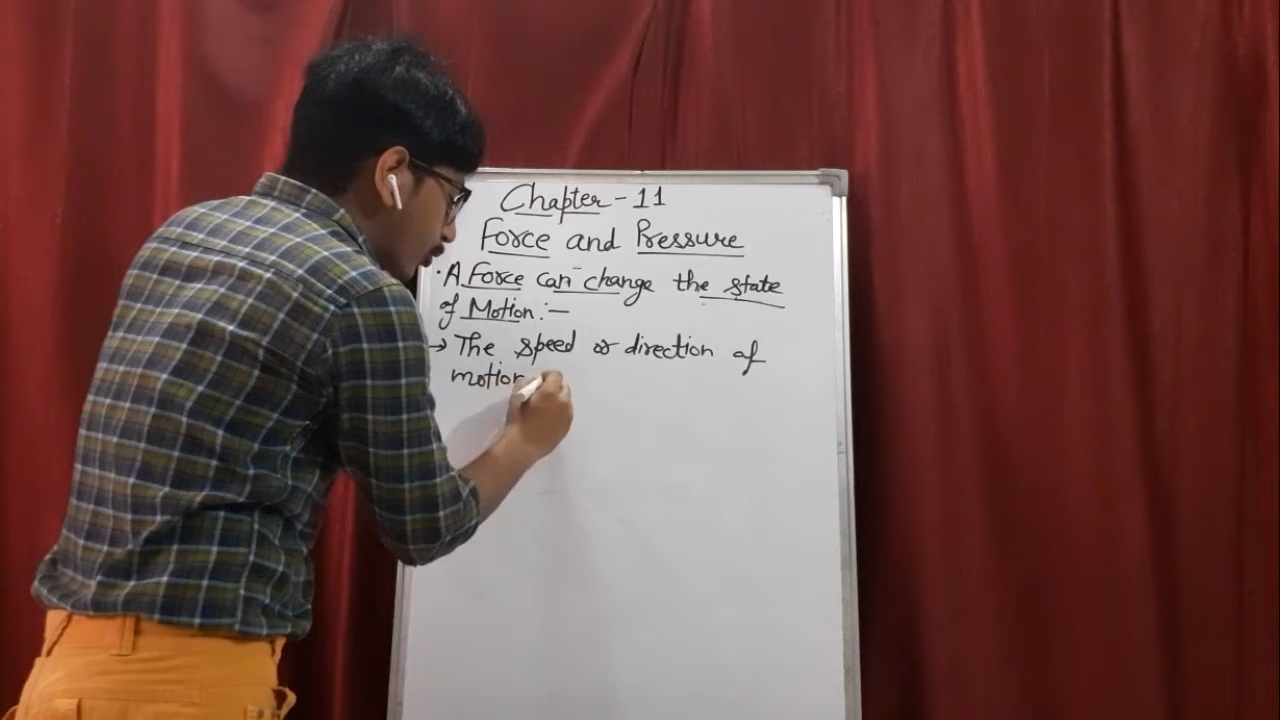 Chapter - 11
Force and Pressure
· A Force can change the state
of Motion :-
→ The speed or direction of
motion